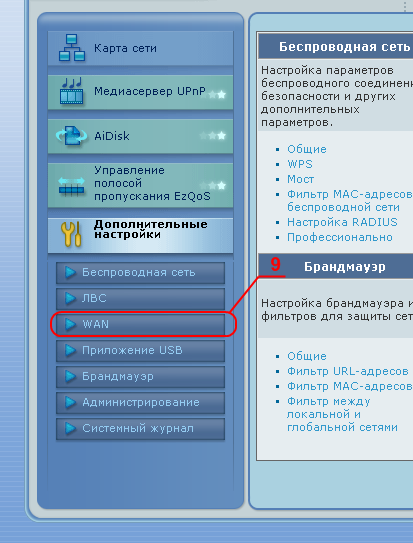 Карта сети
Медиасервер UPnP
AiDisk
Управление
полосой
пропускания EzQoS
Дополнительные
настройки
Беспроводная сеть
ЛВС
WAN
Приложение USB
Брандмауэр
Администрирование
Системный журнал
9
Беспроводная сеть
Настройка параметров
беспроводного соединен
безопасности и других
дополнительных
параметров.
Общие
WPS
Мост
Фильтр MAC-адресов
беспроводной сети
Настройка RADIUS
Профессионально
Брандмауэр
Настройка брандмауэра и
фильтров для защиты сет
Общие
Фильтр URL-адресов
Фильтр MAC-адресов
Фильтр между
локальной и
глобальной сетями